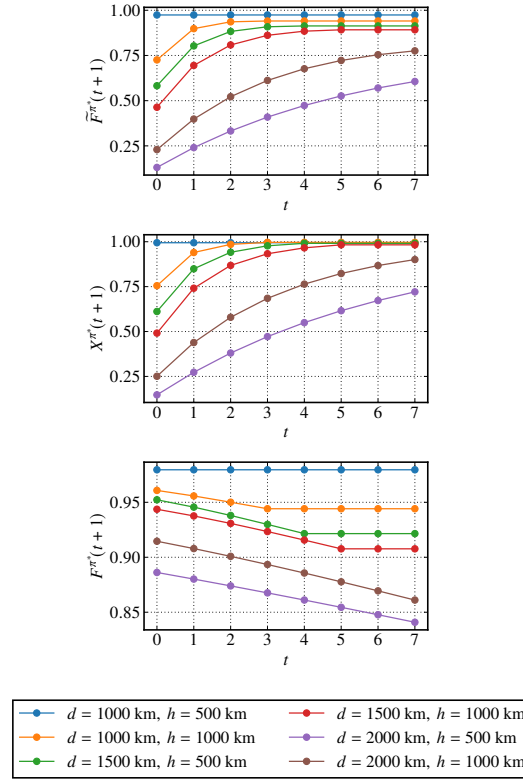 1.00
0.75
0.50
0.25
F̃^{π*}(t+1)
0 1 2 3 4 5 6 7
t
1.00
0.75
0.50
0.25
X^{π*}(t+1)
0 1 2 3 4 5 6 7
t
0.95
0.90
0.85
F^{π*}(t+1)
0 1 2 3 4 5 6 7
t
d = 1000 km, h = 500 km
d = 1000 km, h = 1000 km
d = 1500 km, h = 500 km
d = 1500 km, h = 1000 km
d = 2000 km, h = 500 km
d = 2000 km, h = 1000 km